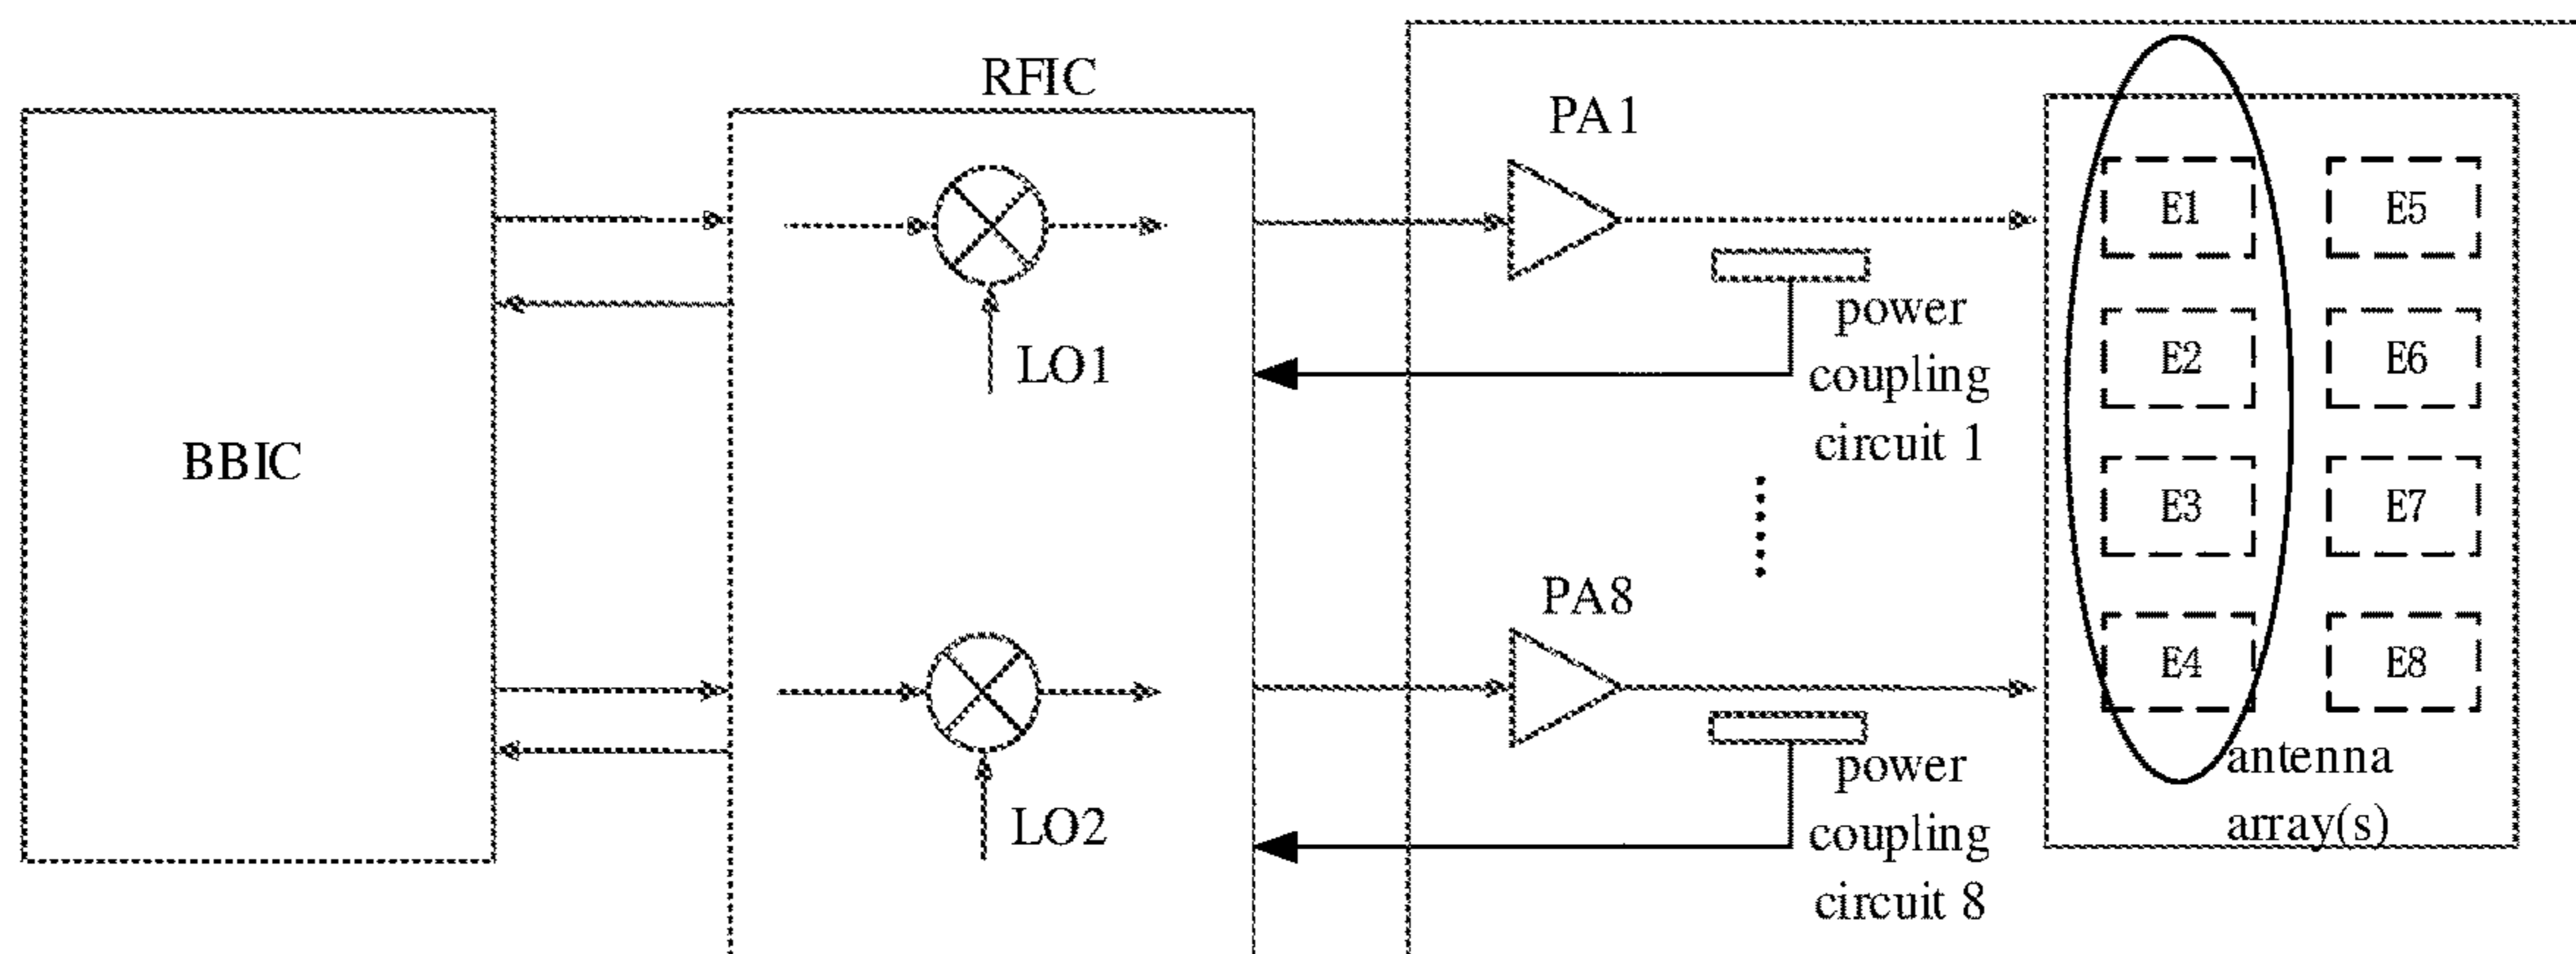 RFIC
PA1
E1
E5
power
LO1
coupling
E2
E6
circuit 1
BBIC
E3
E7
PA8
E4
E8
power
antenna
LO2
coupling
array(s)
circuit 8